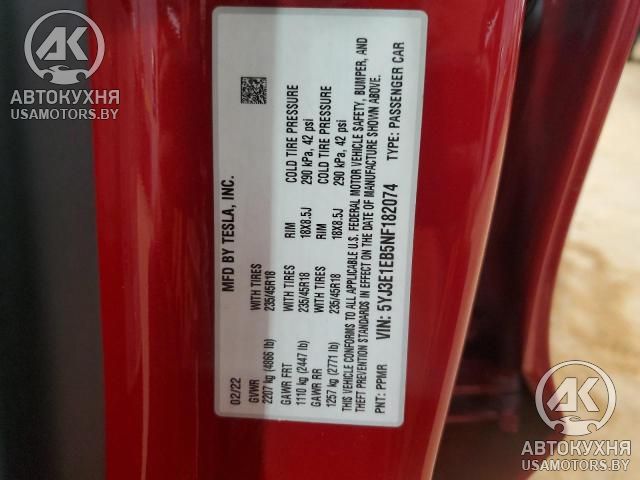 AK
АВТОКУХНЯ
USAMOTORS.BY
MFD BY TESLA, INC.
02/22
GVWR
2207 kg (4866 lb)
WITH TIRES
235/45R18
RIM
18X8.5J
COLD TIRE PRESSURE
290 kPa, 42 psi
GAWR FRT
1110 kg (2447 lb)
WITH TIRES
235/45R18
RIM
18X8.5J
COLD TIRE PRESSURE
290 kPa, 42 psi
GAWR RR
1257 kg (2771 lb)
THIS VEHICLE CONFORMS TO ALL APPLICABLE U.S. FEDERAL MOTOR VEHICLE SAFETY, BUMPER, AND
THEFT PREVENTION STANDARDS IN EFFECT ON THE DATE OF MANUFACTURE SHOWN ABOVE.
VIN: 5YJ3E1EB5NF182074
TYPE: PASSENGER CAR
PNT: PPMR
AK
АВТОКУХНЯ
USAMOTORS.BY